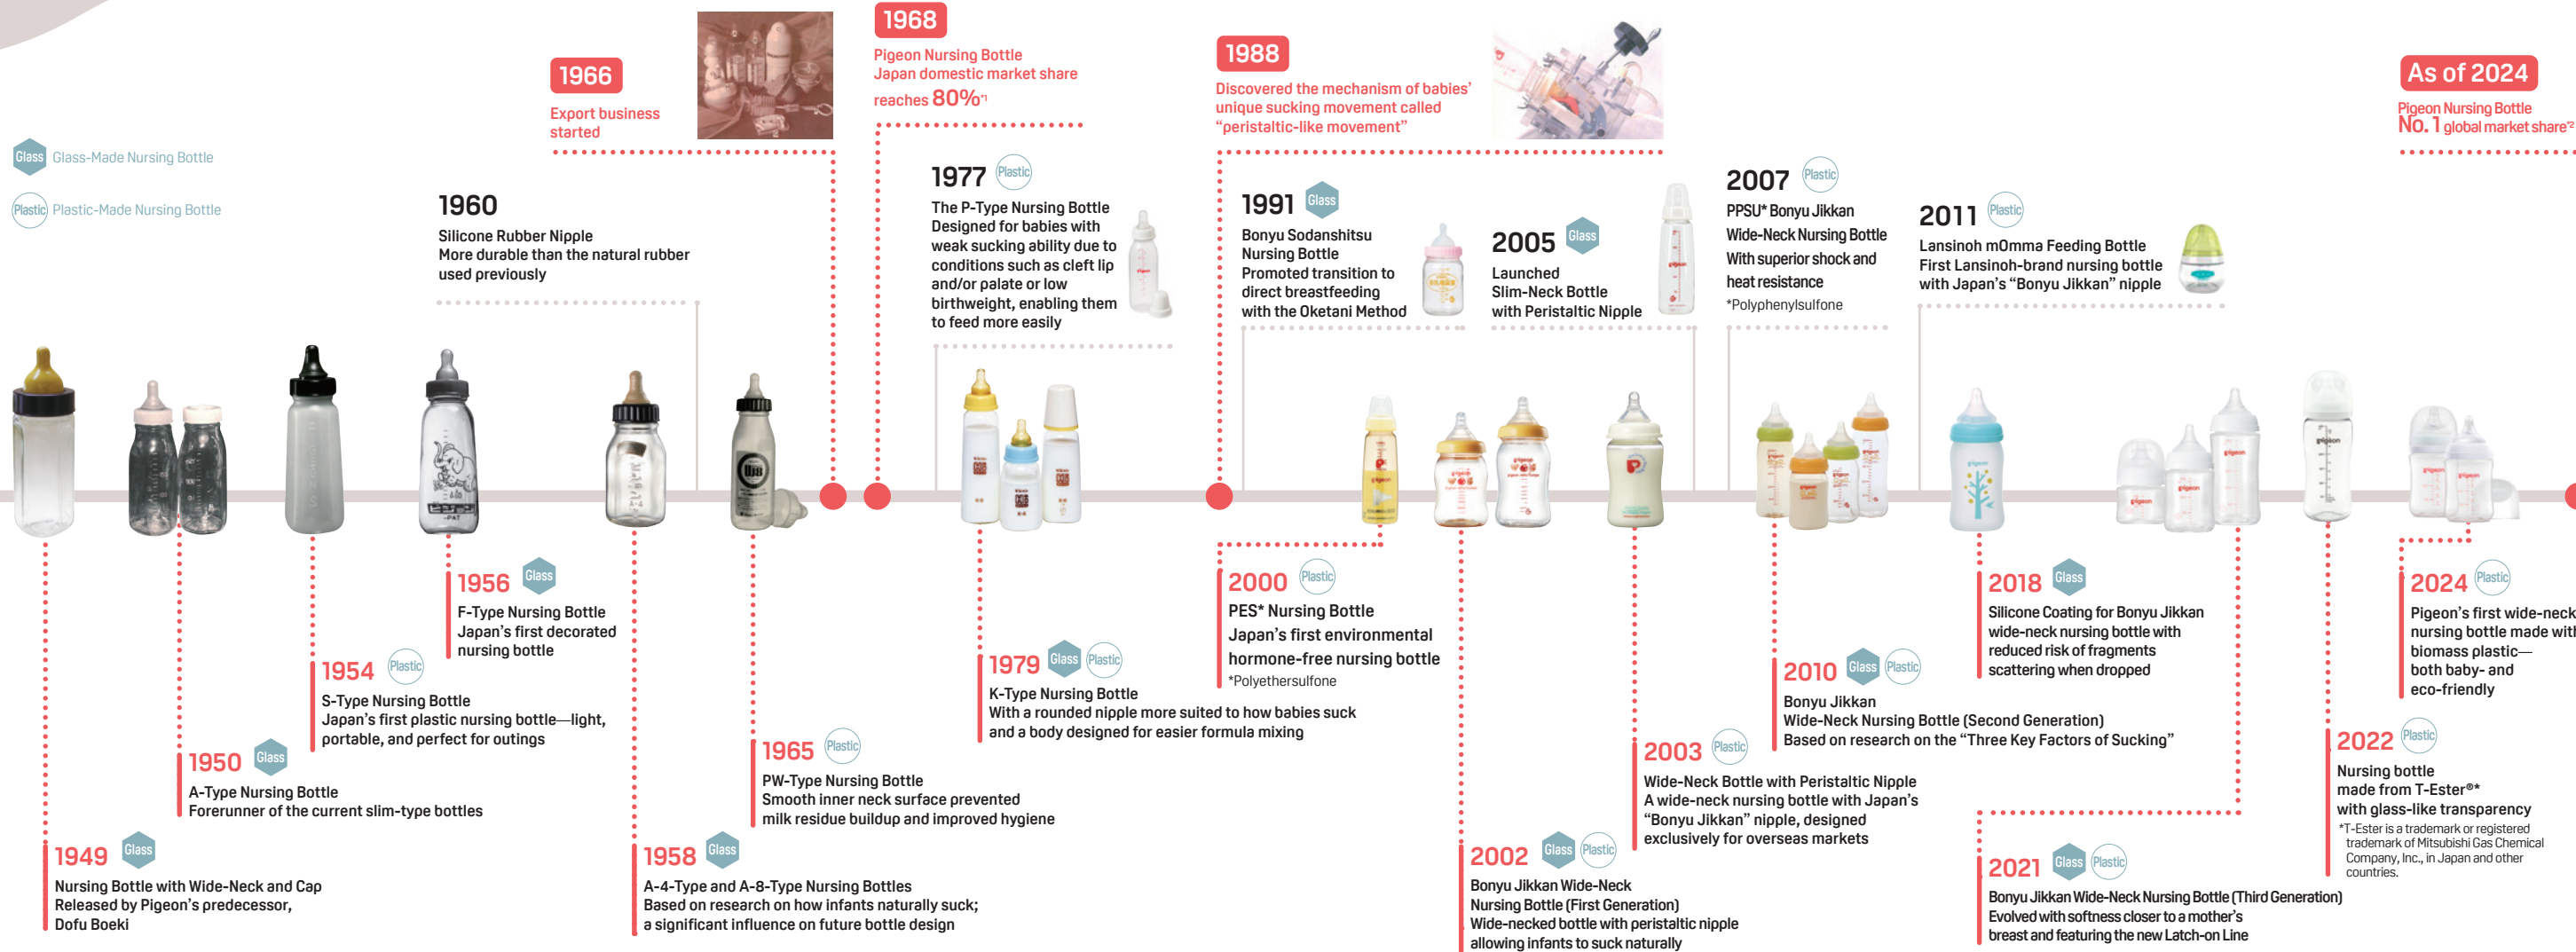 1966
Export business
started
1968
Pigeon Nursing Bottle
Japan domestic market share
reaches 80%*1
1988
Discovered the mechanism of babies'
unique sucking movement called
“peristaltic-like movement”
As of 2024
Pigeon Nursing Bottle
No. 1 global market share*2
Glass Glass-Made Nursing Bottle
Plastic Plastic-Made Nursing Bottle
1960
Silicone Rubber Nipple
More durable than the natural rubber
used previously
1977 Plastic
The P-Type Nursing Bottle
Designed for babies with
weak sucking ability due to
conditions such as cleft lip
and/or palate or low
birthweight, enabling them
to feed more easily
1991 Glass
Bonyu Sodanshitsu
Nursing Bottle
Promoted transition to
direct breastfeeding
with the Oketani Method
2005 Glass
Launched
Slim-Neck Bottle
with Peristaltic Nipple
2007 Plastic
PPSU* Bonyu Jikkan
Wide-Neck Nursing Bottle
With superior shock and
heat resistance
*Polyphenylsulfone
2011 Plastic
Lansinoh mOmma Feeding Bottle
First Lansinoh-brand nursing bottle
with Japan's “Bonyu Jikkan” nipple
1949 Glass
Nursing Bottle with Wide-Neck and Cap
Released by Pigeon's predecessor,
Dofu Boeki
1950 Glass
A-Type Nursing Bottle
Forerunner of the current slim-type bottles
1954 Plastic
S-Type Nursing Bottle
Japan's first plastic nursing bottle—light,
portable, and perfect for outings
1956 Glass
F-Type Nursing Bottle
Japan's first decorated
nursing bottle
1958 Glass
A-4-Type and A-8-Type Nursing Bottles
Based on research on how infants naturally suck;
a significant influence on future bottle design
1965 Plastic
PW-Type Nursing Bottle
Smooth inner neck surface prevented
milk residue buildup and improved hygiene
1979 Glass Plastic
K-Type Nursing Bottle
With a rounded nipple more suited to how babies suck
and a body designed for easier formula mixing
2000 Plastic
PES* Nursing Bottle
Japan's first environmental
hormone-free nursing bottle
*Polyethersulfone
2002 Glass Plastic
Bonyu Jikkan Wide-Neck
Nursing Bottle (First Generation)
Wide-necked bottle with peristaltic nipple
allowing infants to suck naturally
2003 Plastic
Wide-Neck Bottle with Peristaltic Nipple
A wide-neck nursing bottle with Japan's
“Bonyu Jikkan” nipple, designed
exclusively for overseas markets
2010 Glass Plastic
Bonyu Jikkan
Wide-Neck Nursing Bottle (Second Generation)
Based on research on the “Three Key Factors of Sucking”
2018 Glass
Silicone Coating for Bonyu Jikkan
wide-neck nursing bottle with
reduced risk of fragments
scattering when dropped
2021 Glass Plastic
Bonyu Jikkan Wide-Neck Nursing Bottle (Third Generation)
Evolved with softness closer to a mother's
breast and featuring the new Latch-on Line
2022 Plastic
Nursing bottle
made from T-Ester®*
with glass-like transparency
*T-Ester is a trademark or registered
trademark of Mitsubishi Gas Chemical
Company, Inc., in Japan and other
countries.
2024 Plastic
Pigeon's first wide-neck
nursing bottle made with
biomass plastic—
both baby- and
eco-friendly